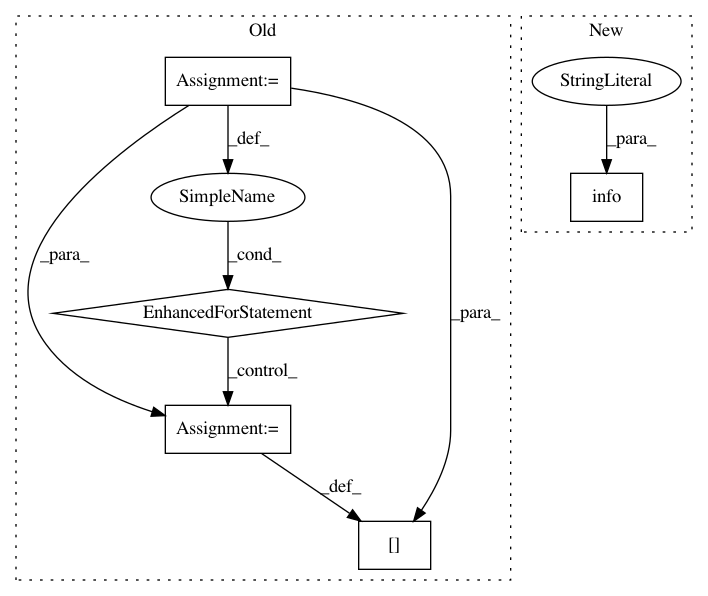 Old
New
Assignment:=
StringLiteral
_def_
_para_
SimpleName
info
_para_
_cond_
EnhancedForStatement
_para_
_control_
Assignment:=
_def_
[]